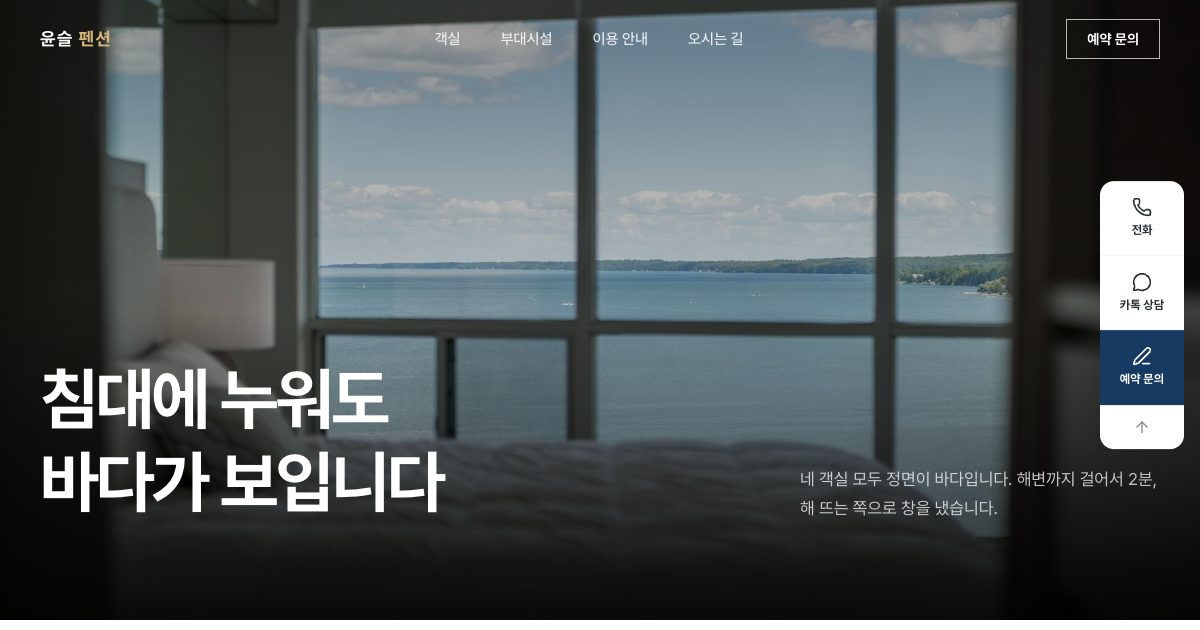 윤슬 펜션
객실
부대시설
이용 안내
오시는 길
예약 문의
전화
카톡 상담
예약 문의
침대에 누워도
바다가 보입니다
네 객실 모두 정면이 바다입니다. 해변까지 걸어서 2분,
해 뜨는 쪽으로 창을 냈습니다.